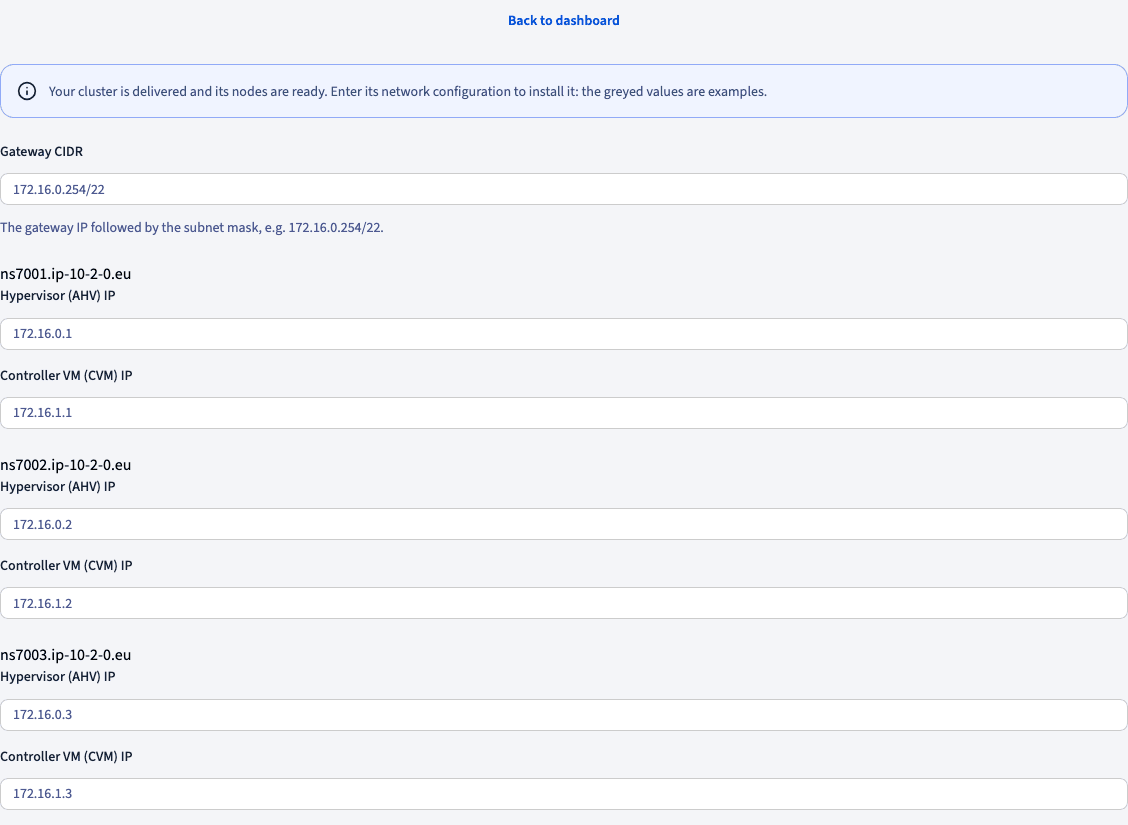 Back to dashboard
Your cluster is delivered and its nodes are ready. Enter its network configuration to install it: the greyed values are examples.
Gateway CIDR
172.16.0.254/22
The gateway IP followed by the subnet mask, e.g. 172.16.0.254/22.
ns7001.ip-10-2-0.eu
Hypervisor (AHV) IP
172.16.0.1
Controller VM (CVM) IP
172.16.1.1
ns7002.ip-10-2-0.eu
Hypervisor (AHV) IP
172.16.0.2
Controller VM (CVM) IP
172.16.1.2
ns7003.ip-10-2-0.eu
Hypervisor (AHV) IP
172.16.0.3
Controller VM (CVM) IP
172.16.1.3